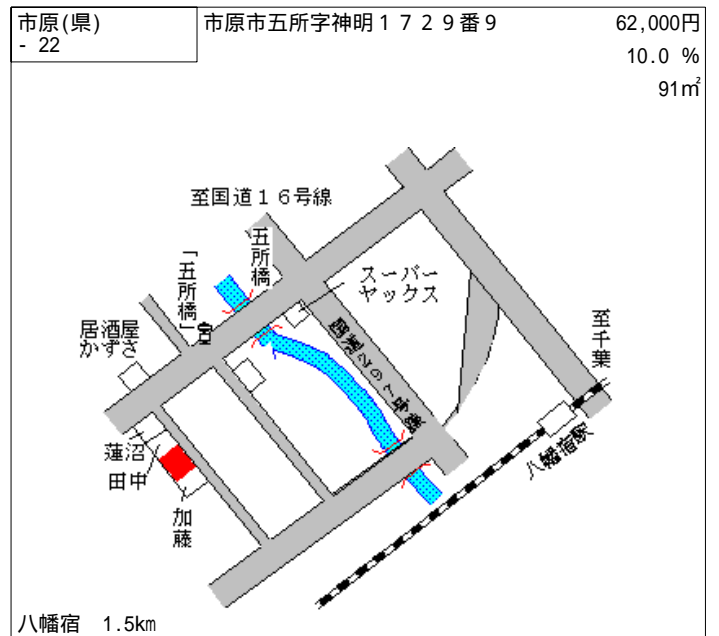 市原(県)
- 22
市原市五所字神明１７２９番９
62,000円
10.0 %
91㎡
至国道１６号線
五所橋
「五所橋」
スーパー
ヤックス
居酒屋
かずさ
至千葉
八幡宿駅
蓮沼
田中
加藤
八幡宿 1.5km